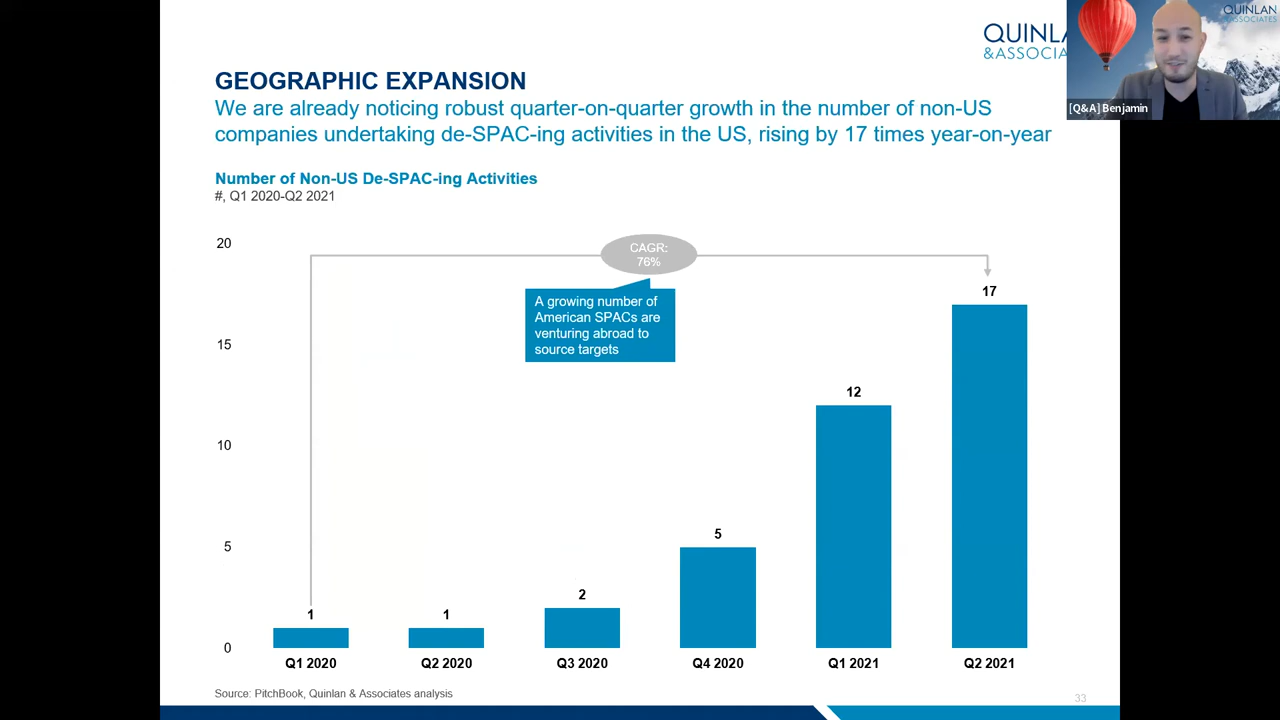 QUINLAN
& ASSOCIATES
QUINL
&ASSOCIA
[Q&A] Benjamin
GEOGRAPHIC EXPANSION
We are already noticing robust quarter-on-quarter growth in the number of non-US
companies undertaking de-SPAC-ing activities in the US, rising by 17 times year-on-year
Number of Non-US De-SPAC-ing Activities
#, Q1 2020-Q2 2021
20
15
10
5
0
CAGR:
76%
A growing number of
American SPACs are
venturing abroad to
source targets
1
1
2
5
12
17
Q1 2020
Q2 2020
Q3 2020
Q4 2020
Q1 2021
Q2 2021
Source: PitchBook, Quinlan & Associates analysis
33